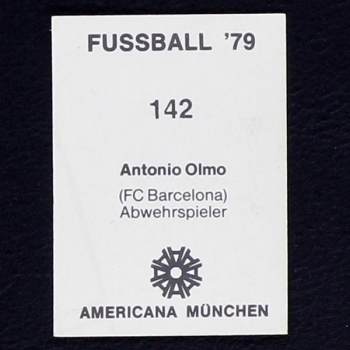 FUSSBALL '79
142
Antonio Olmo
(FC Barcelona)
Abwehrspieler
AMERICANA MÜNCHEN